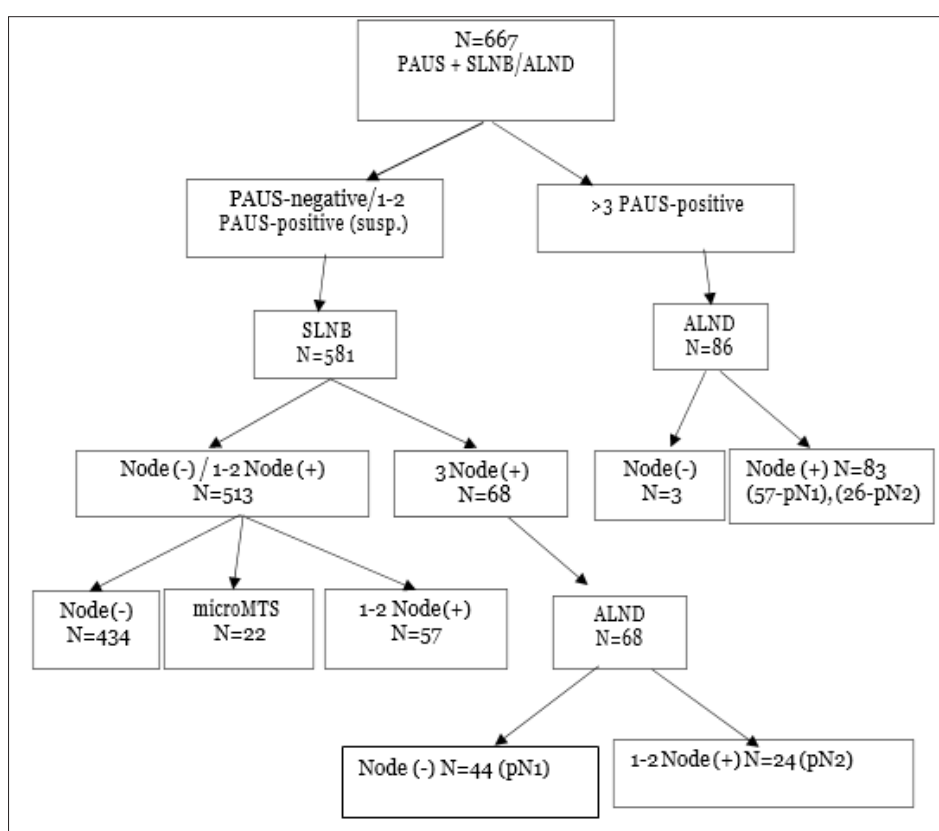 N=667
PAUS + SLNB/ALND
PAUS-negative/1-2
PAUS-positive (susp.)
>3 PAUS-positive
SLNB
N=581
ALND
N=86
Node (-) / 1-2 Node (+)
N=513
3 Node (+)
N=68
Node (-)
N=3
Node (+) N=83
(57-pN1), (26-pN2)
Node (-)
N=434
microMTS
N=22
1-2 Node (+)
N=57
ALND
N=68
Node (-) N=44 (pN1)
1-2 Node (+) N=24 (pN2)